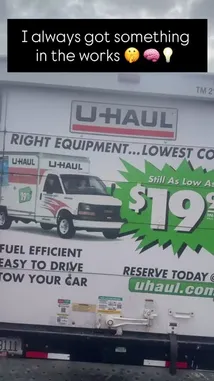 I always got something
in the works 🤫🧠💡
U-HAUL
RIGHT EQUIPMENT...LOWEST CO
U-HAUL U-HAUL
Still As Low As
$19
FUEL EFFICIENT
EASY TO DRIVE
TOW YOUR CAR
RESERVE TODAY @
uhaul.com